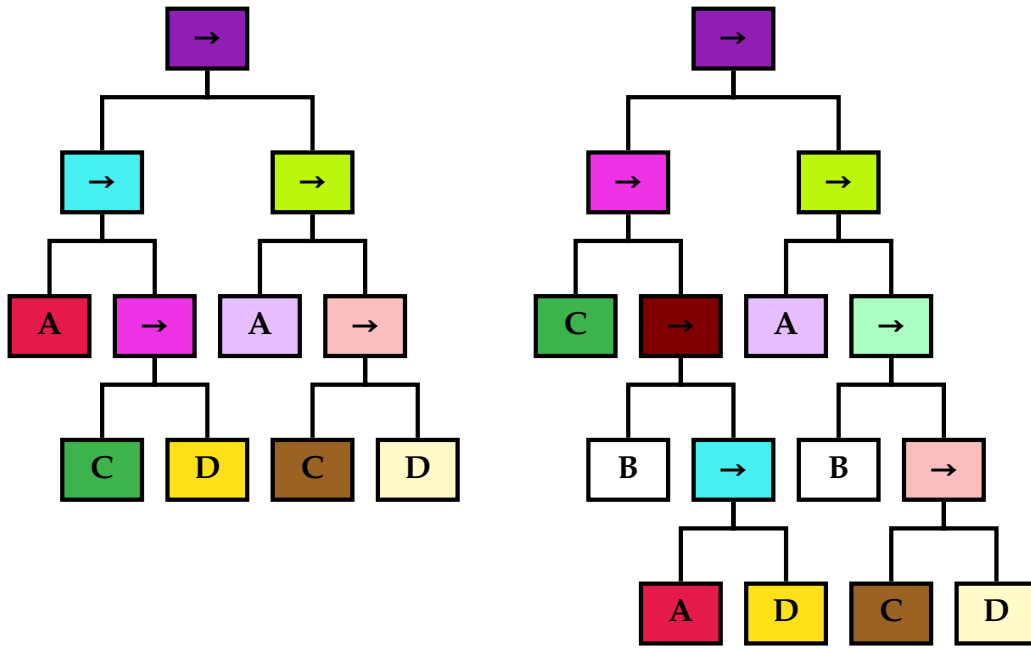 → →
→ → → →
A → A → C → A →
C D C D B → B →
A D C D